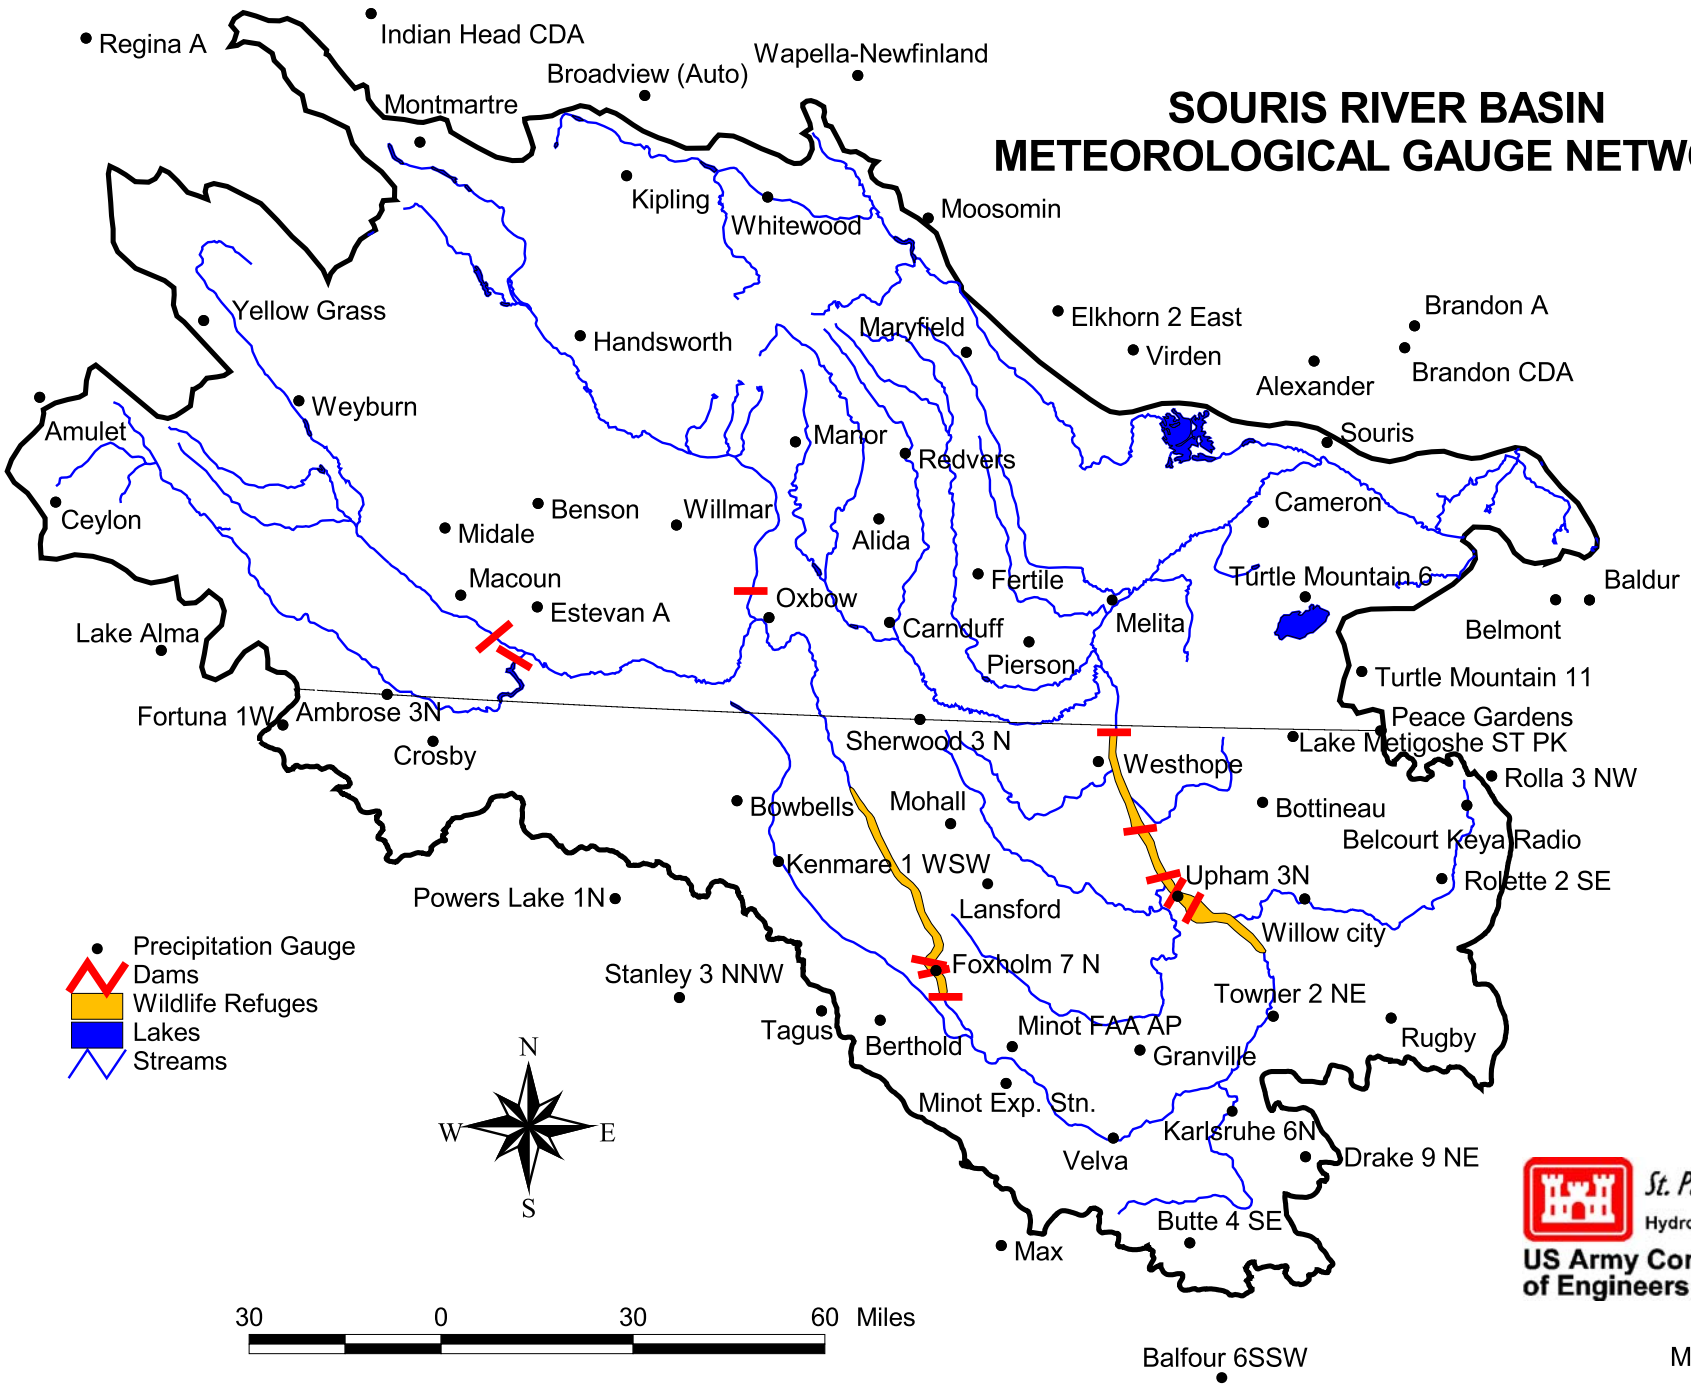 Regina A
Indian Head CDA
Wapella-Newfinland
Broadview (Auto)
Montmartre
SOURIS RIVER BASIN
METEOROLOGICAL GAUGE NETW
Kipling
Whitewood
Moosomin
Yellow Grass
Handsworth
Maryfield
Elkhorn 2 East
Virden
Brandon A
Brandon CDA
Alexander
Weyburn
Amulet
Manor
Redvers
Souris
Ceylon
Benson
Willmar
Midale
Alida
Cameron
Macoun
Estevan A
Oxbow
Fertile
Turtle Mountain 6
Baldur
Lake Alma
Carnduff
Melita
Belmont
Pierson
Turtle Mountain 11
Fortuna 1W
Ambrose 3N
Peace Gardens
Crosby
Sherwood 3 N
Lake Metigoshe ST PK
Westhope
Rolla 3 NW
Bowbells
Mohall
Bottineau
Belcourt Keya Radio
Kenmare 1 WSW
Upham 3N
Rolette 2 SE
Powers Lake 1N
Lansford
Willow city
Precipitation Gauge
Dams
Wildlife Refuges
Lakes
Streams
Stanley 3 NNW
Foxholm 7 N
Towner 2 NE
Tagus
Berthold
Minot FAA AP
Granville
Rugby
Minot Exp. Stn.
Karlsruhe 6N
Velva
Drake 9 NE
N
W
E
S
Butte 4 SE
Max
St. P
Hydro
US Army Cor
of Engineers
30 0 30 60 Miles
Balfour 6SSW
M